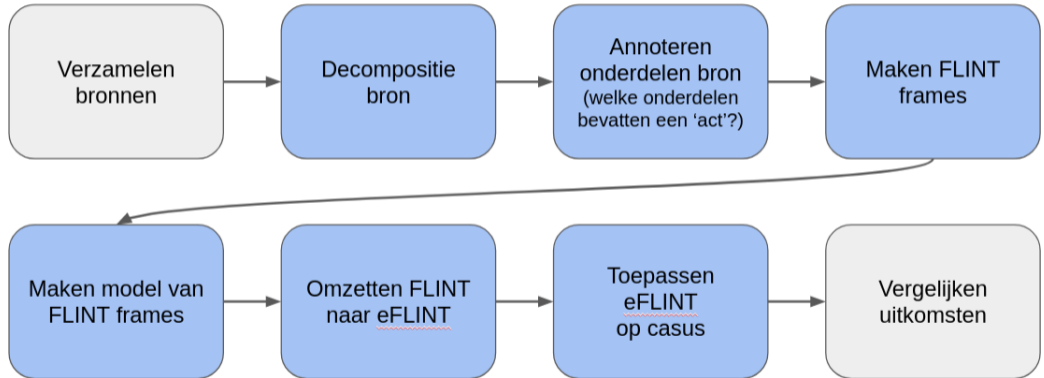 Verzamelen
bronnen
Decompositie
bron
Annoteren
onderdelen bron
(welke onderdelen
bevatten een ‘act’?)
Maken FLINT
frames
Maken model van
FLINT frames
Omzetten FLINT
naar eFLINT
Toepassen
eFLINT
op casus
Vergelijken
uitkomsten